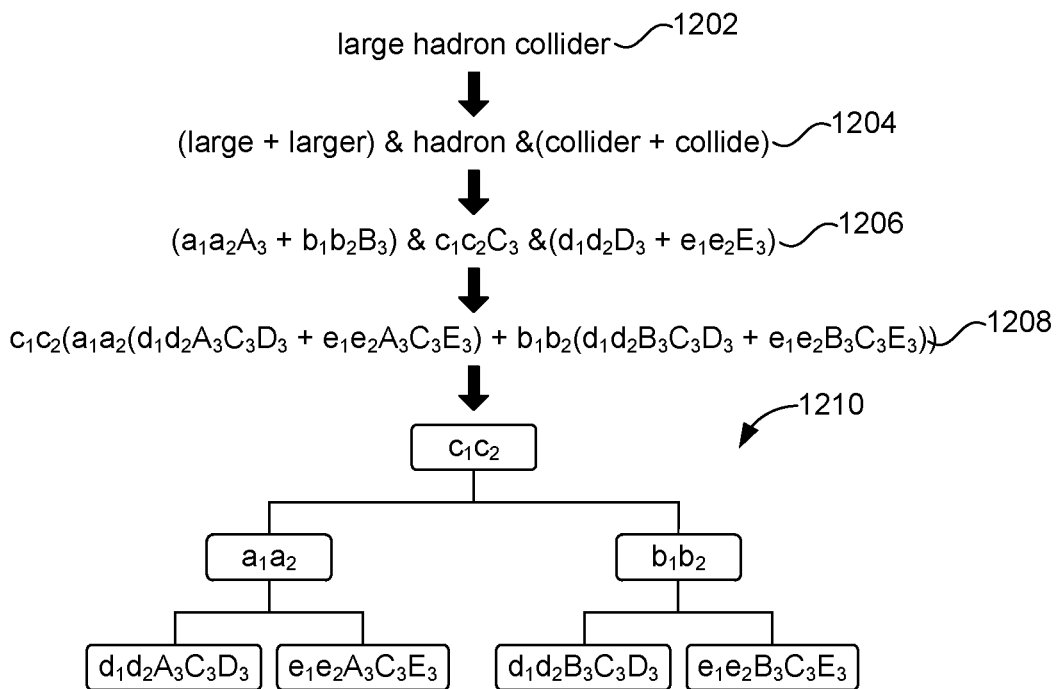 large hadron collider 1202
(large + larger) & hadron &(collider + collide) 1204
(a₁a₂A₃ + b₁b₂B₃) & c₁c₂C₃ &(d₁d₂D₃ + e₁e₂E₃) 1206
c₁c₂(a₁a₂(d₁d₂A₃C₃D₃ + e₁e₂A₃C₃E₃) + b₁b₂(d₁d₂B₃C₃D₃ + e₁e₂B₃C₃E₃)) 1208
1210
c₁c₂
a₁a₂ b₁b₂
d₁d₂A₃C₃D₃ e₁e₂A₃C₃E₃ d₁d₂B₃C₃D₃ e₁e₂B₃C₃E₃